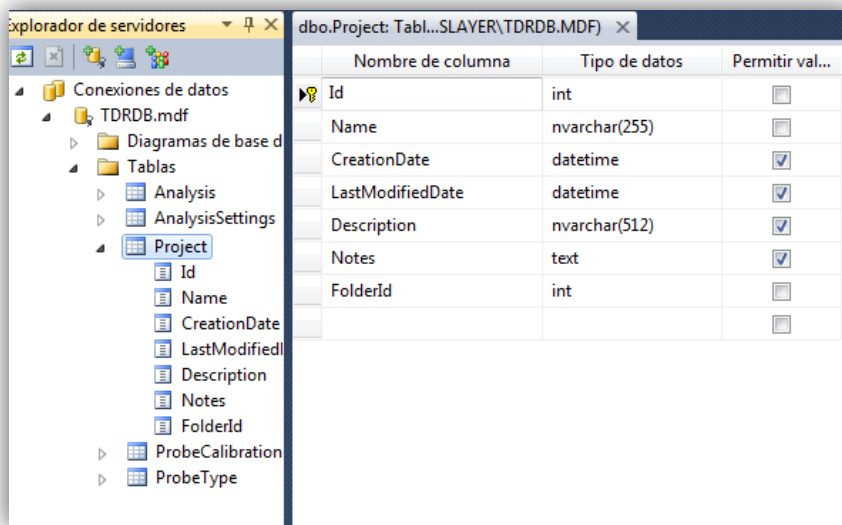 Explorador de servidores
Conexiones de datos
TDRDB.mdf
Diagramas de base d
Tablas
Analysis
AnalysisSettings
Project
Id
Name
CreationDate
LastModifiedl
Description
Notes
FolderId
ProbeCalibration
ProbeType
dbo.Project: Tabl...SLAYER\TDRDB.MDF)
Nombre de columna Tipo de datos Permitir val...
Id int
Name nvarchar(255)
CreationDate datetime
LastModifiedDate datetime
Description nvarchar(512)
Notes text
FolderId int